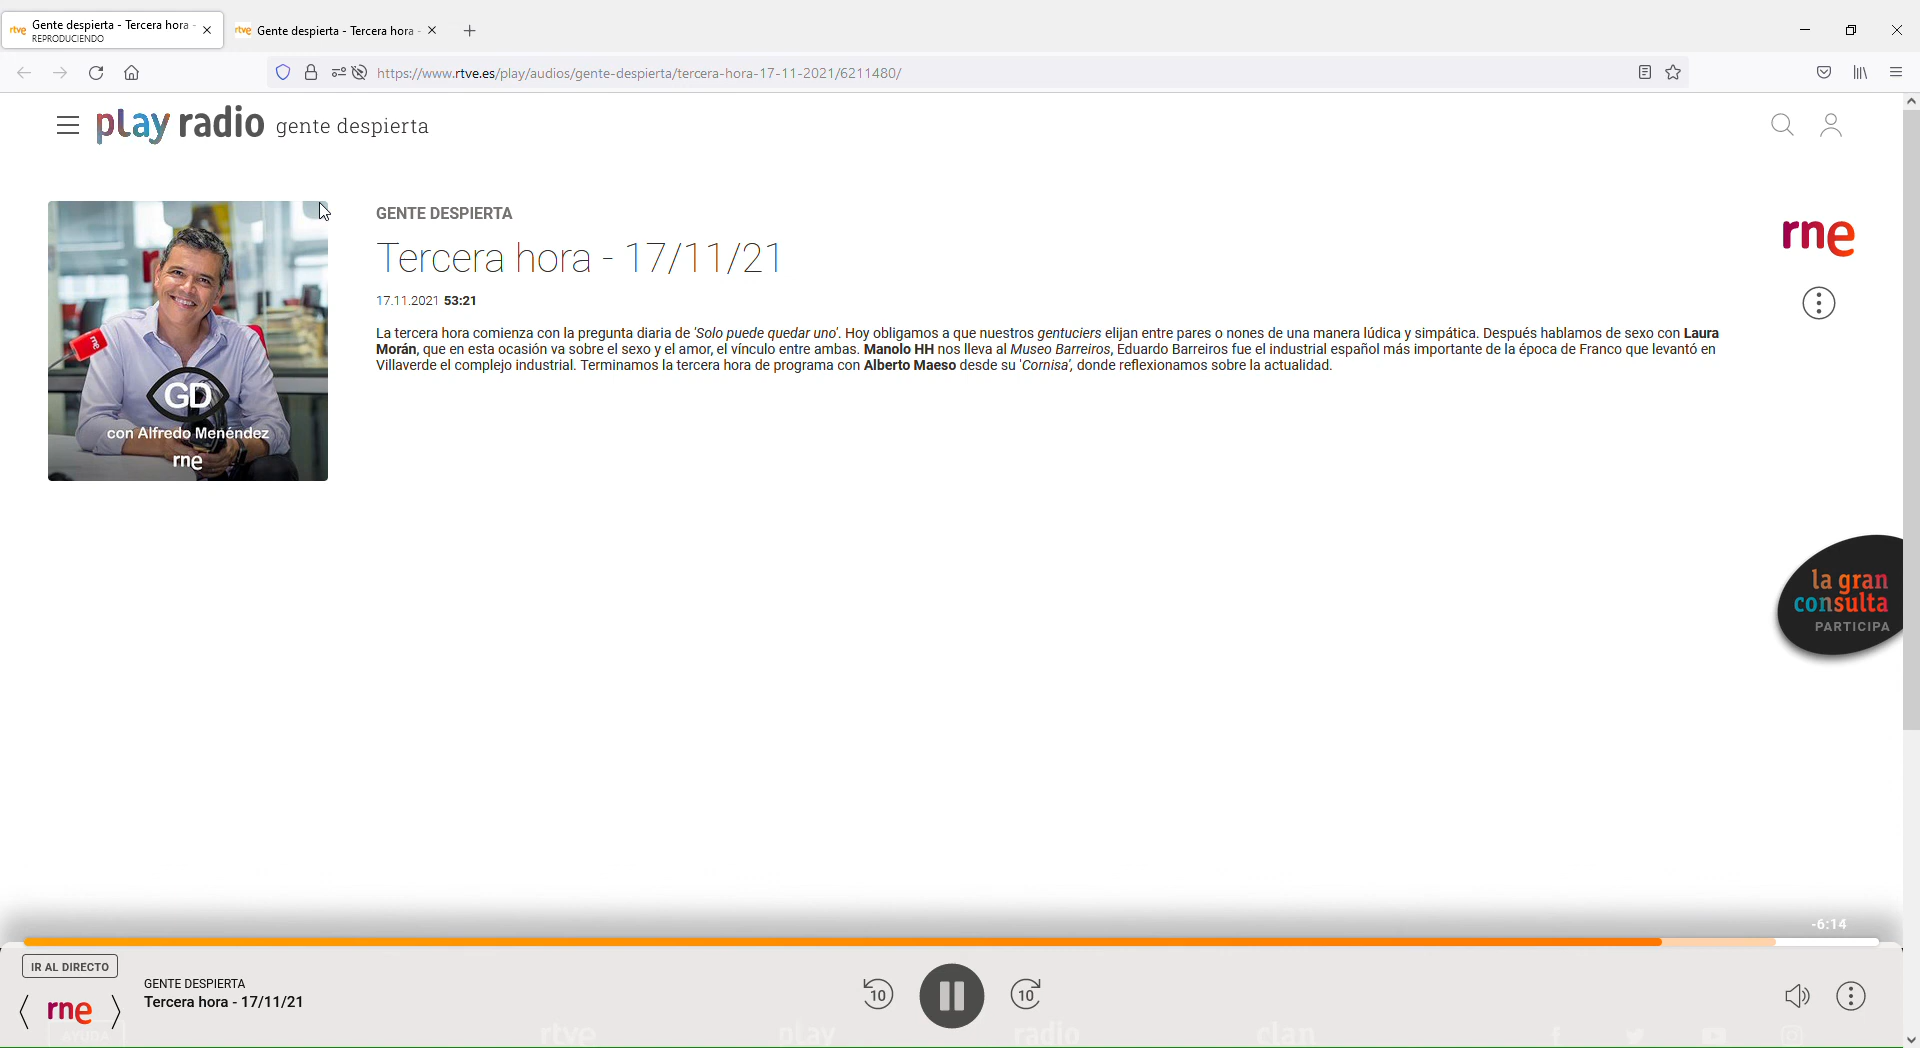 Gente despierta - Tercera hora -
REPRODUCIENDO
Gente despierta - Tercera hora -
https://www.rtve.es/play/audios/gente-despierta/tercera-hora-17-11-2021/6211480/
play radio gente despierta
GENTE DESPIERTA
Tercera hora - 17/11/21
17.11.2021 53:21
La tercera hora comienza con la pregunta diaria de 'Solo puede quedar uno'. Hoy obligamos a que nuestros gentuciers elijan entre pares o nones de una manera lúdica y simpática. Después hablamos de sexo con Laura
Morán, que en esta ocasión va sobre el sexo y el amor, el vínculo entre ambas. Manolo HH nos lleva al Museo Barreiros, Eduardo Barreiros fue el industrial español más importante de la época de Franco que levantó en
Villaverde el complejo industrial. Terminamos la tercera hora de programa con Alberto Maeso desde su 'Cornisa', donde reflexionamos sobre la actualidad.
rne
rne
GD
con Alfredo Menéndez
rne
la gran
consulta
PARTICIPA
-6:14
IR AL DIRECTO
rne
GENTE DESPIERTA
Tercera hora - 17/11/21
10
10
AYUDA
rtve
play
radio
clan